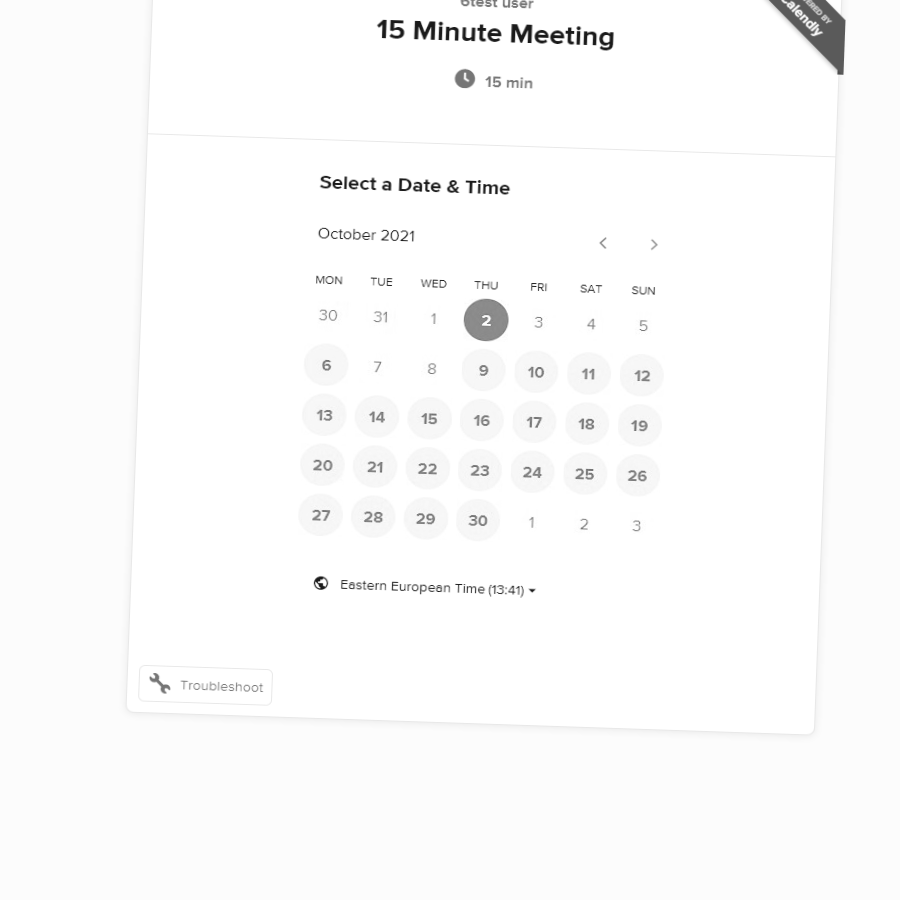 6test user
15 Minute Meeting
15 min
POWERED BY
Calendly
Select a Date & Time
October 2021
MON TUE WED THU FRI SAT SUN
30 31 1 2 3 4 5
6 7 8 9 10 11 12
13 14 15 16 17 18 19
20 21 22 23 24 25 26
27 28 29 30 1 2 3
Eastern European Time (13:41)
Troubleshoot